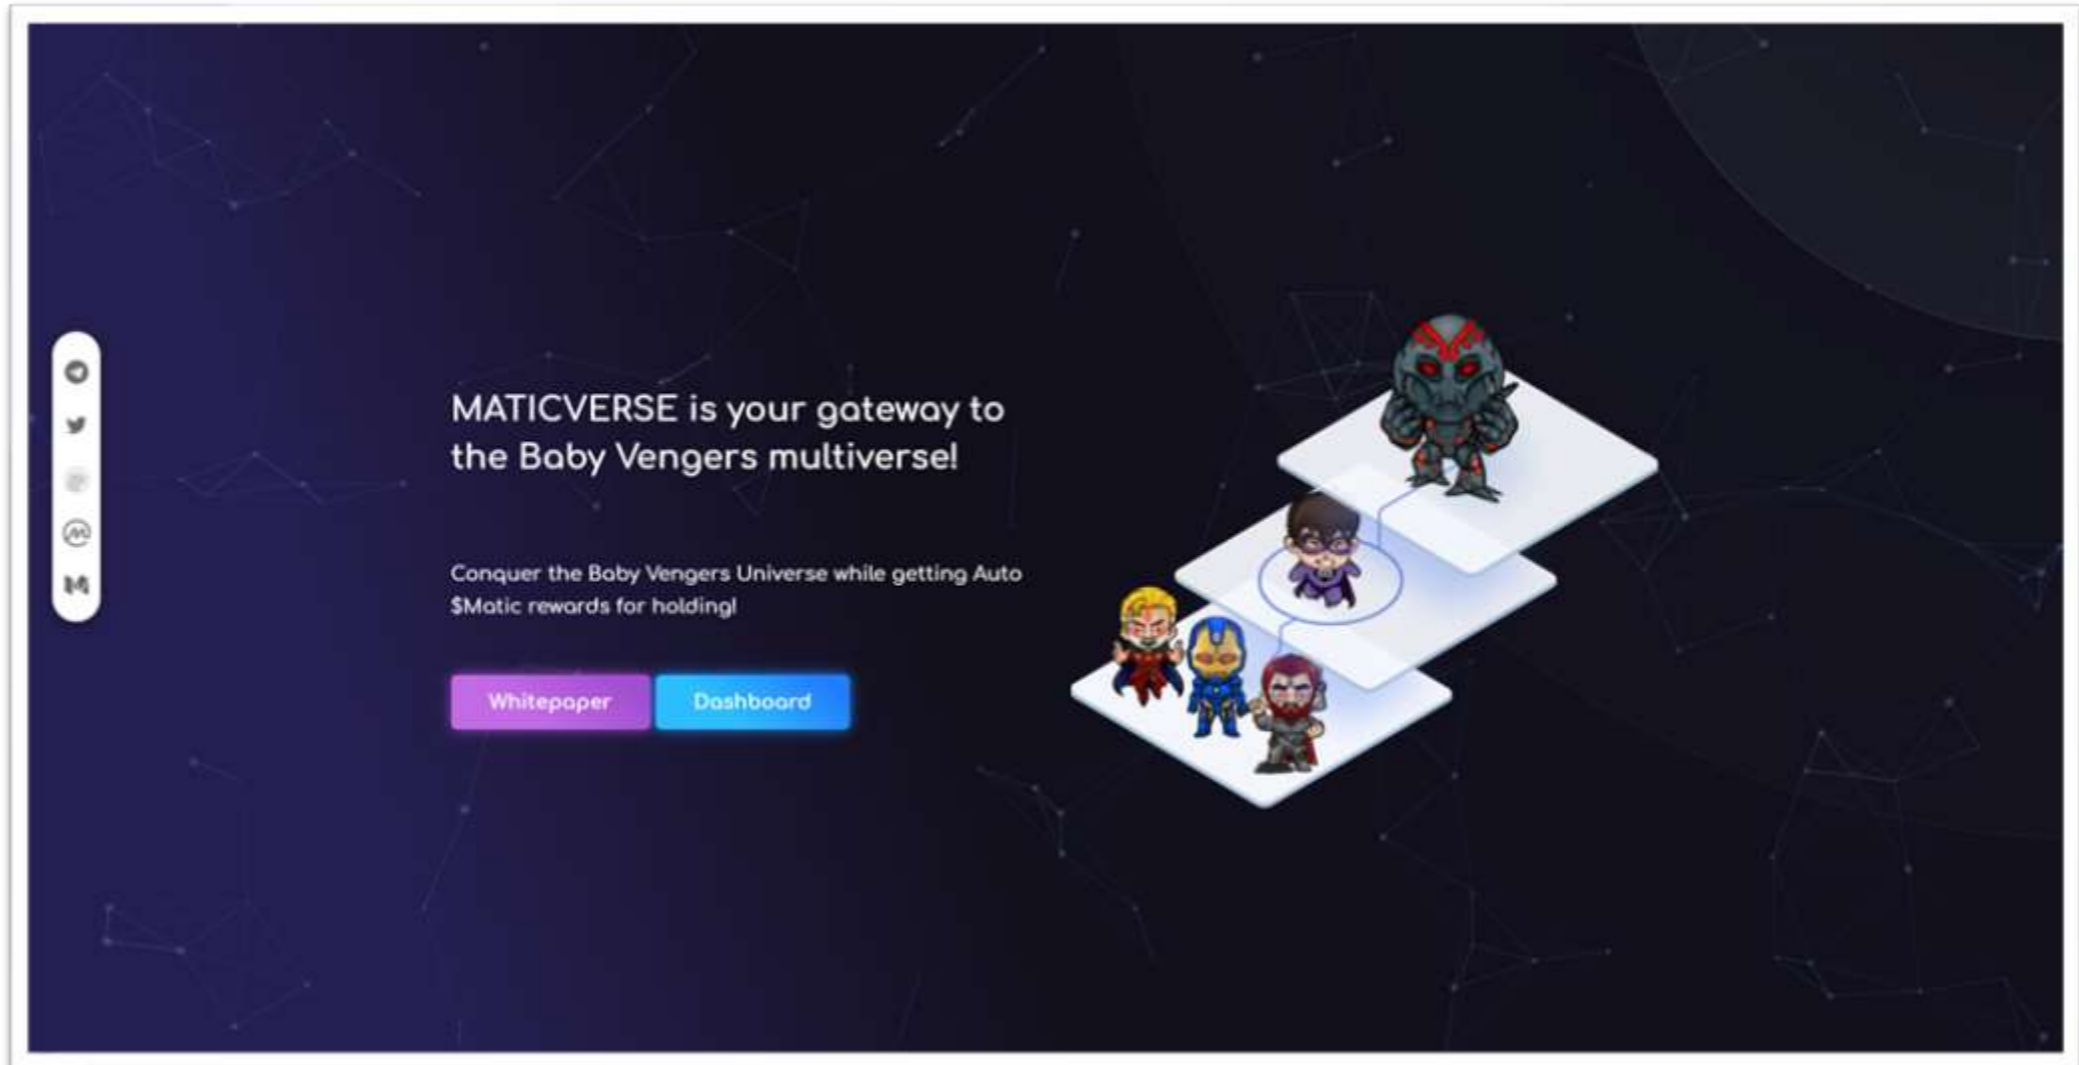 MATICVERSE is your gateway to
the Baby Vengers multiverse!
Conquer the Baby Vengers Universe while getting Auto
$Matic rewards for holding!
Whitepaper
Dashboard